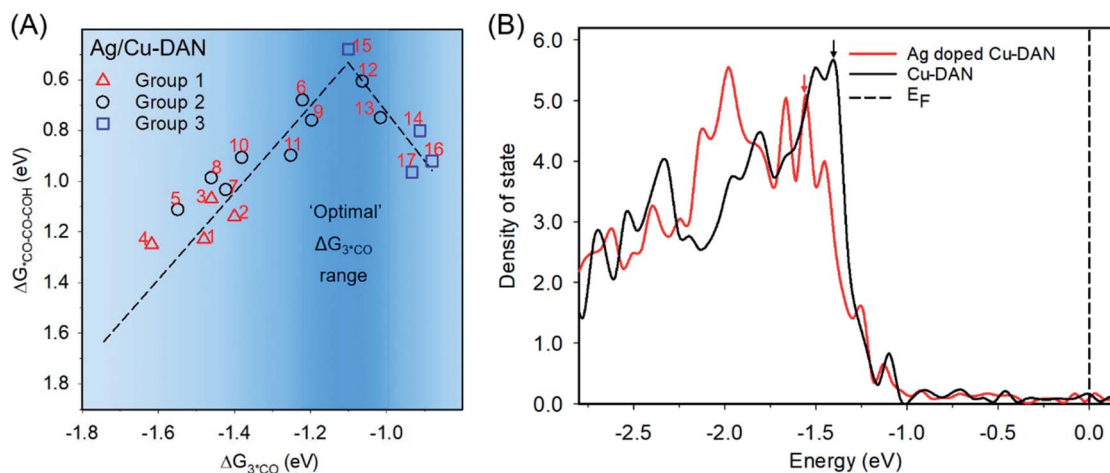 (A)
Ag/Cu-DAN
Group 1
Group 2
Group 3
15
12
6
13
9
14
16
17
10
11
8
7
3
5
2
4
1
'Optimal'
ΔG3*CO
range
0.6
0.8
1.0
1.2
1.4
1.6
1.8
ΔG*CO-CO-COH (eV)
-1.8
-1.6
-1.4
-1.2
-1.0
ΔG3*CO (eV)
(B)
Ag doped Cu-DAN
Cu-DAN
EF
6.0
5.0
4.0
3.0
2.0
1.0
0.0
Density of state
-2.5
-2.0
-1.5
-1.0
-0.5
0.0
Energy (eV)